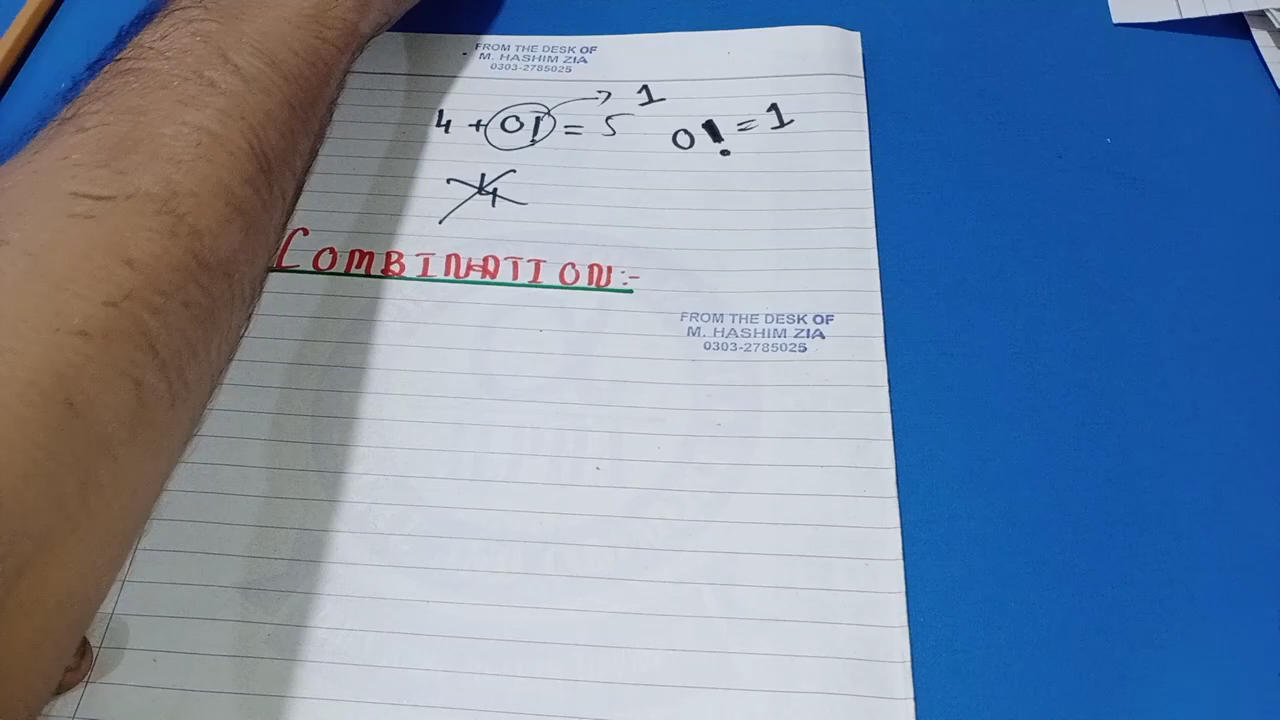 FROM THE DESK OF
M. HASHIM ZIA
0303-2785025
4 + 0! = 5
1
0! = 1
4
COMBINATION:-
FROM THE DESK OF
M. HASHIM ZIA
0303-2785025